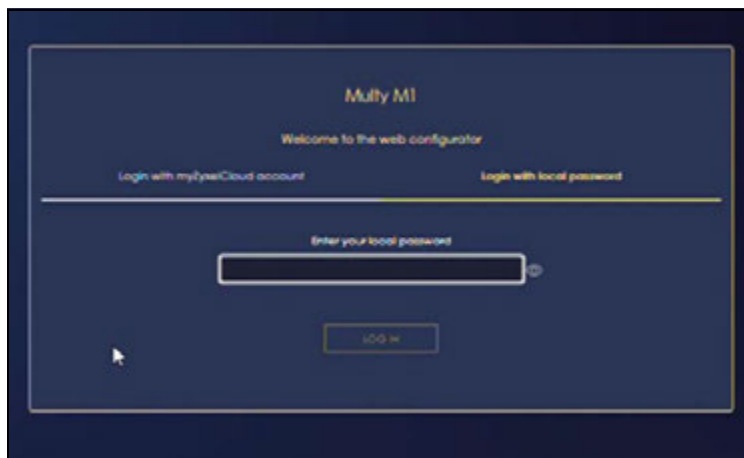 Multy M1
Welcome to the web configurator
Login with myZyxelCloud account
Login with local password
Enter your local password
LOG IN